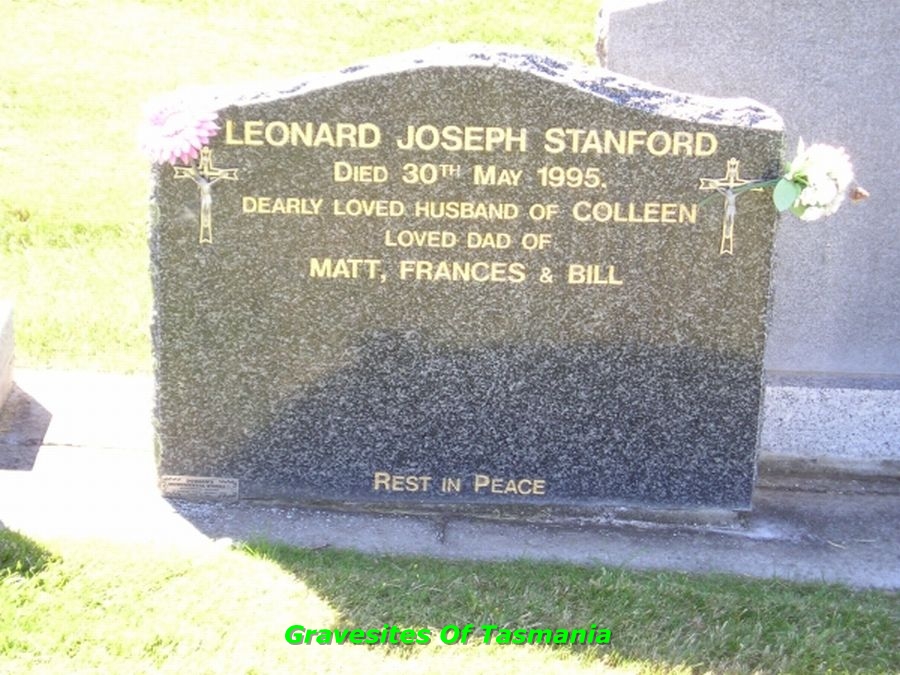 LEONARD JOSEPH STANFORD
DIED 30TH MAY 1995.
DEARLY LOVED HUSBAND OF COLLEEN
LOVED DAD OF
MATT, FRANCES & BILL
REST IN PEACE
Gravesites Of Tasmania